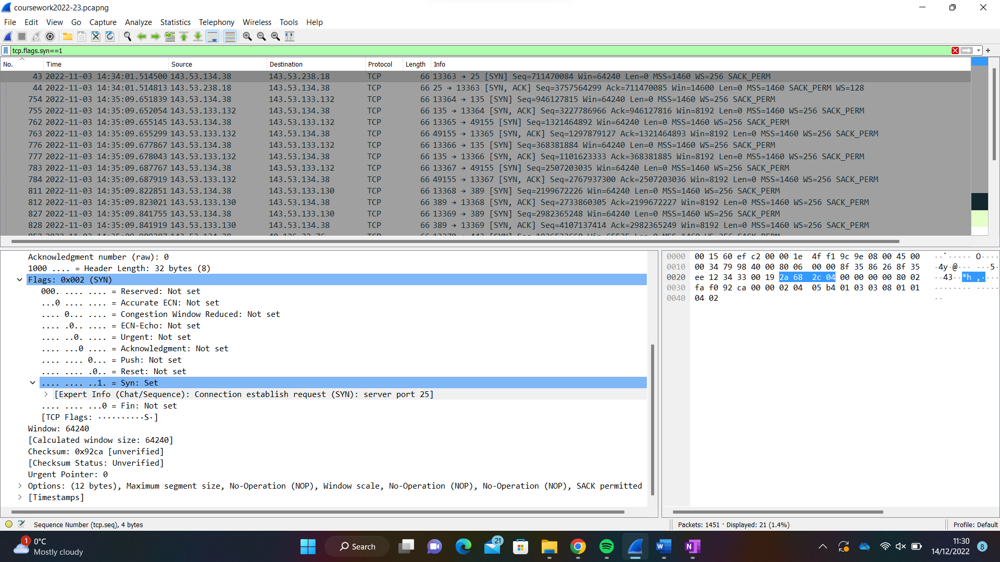 coursework2022-23.pcapng
File Edit View Go Capture Analyze Statistics Telephony Wireless Tools Help
tcp.flags.syn==1
No. Time Source Destination Protocol Length Info
43 2022-11-03 14:34:01.514500 143.53.134.38 143.53.238.18 TCP 66 13363 → 25 [SYN] Seq=711470084 Win=64240 Len=0 MSS=1460 WS=256 SACK_PERM
44 2022-11-03 14:34:01.514813 143.53.238.18 143.53.134.38 TCP 66 25 → 13363 [SYN, ACK] Seq=3757564299 Ack=711470085 Win=14600 Len=0 MSS=1460 SACK_PERM WS=128
754 2022-11-03 14:35:09.651839 143.53.134.38 143.53.133.132 TCP 66 13364 → 135 [SYN] Seq=946127815 Win=64240 Len=0 MSS=1460 WS=256 SACK_PERM
755 2022-11-03 14:35:09.652054 143.53.133.132 143.53.134.38 TCP 66 135 → 13364 [SYN, ACK] Seq=3227786966 Ack=946127816 Win=8192 Len=0 MSS=1460 WS=256 SACK_PERM
762 2022-11-03 14:35:09.655145 143.53.134.38 143.53.133.132 TCP 66 13365 → 49155 [SYN] Seq=1321464892 Win=64240 Len=0 MSS=1460 WS=256 SACK_PERM
763 2022-11-03 14:35:09.655299 143.53.133.132 143.53.134.38 TCP 66 49155 → 13365 [SYN, ACK] Seq=1297879127 Ack=1321464893 Win=8192 Len=0 MSS=1460 WS=256 SACK_PERM
776 2022-11-03 14:35:09.677867 143.53.134.38 143.53.133.132 TCP 66 13366 → 135 [SYN] Seq=368381884 Win=64240 Len=0 MSS=1460 WS=256 SACK_PERM
777 2022-11-03 14:35:09.678043 143.53.133.132 143.53.134.38 TCP 66 135 → 13366 [SYN, ACK] Seq=1101623333 Ack=368381885 Win=8192 Len=0 MSS=1460 WS=256 SACK_PERM
783 2022-11-03 14:35:09.687767 143.53.134.38 143.53.133.132 TCP 66 13367 → 49155 [SYN] Seq=2507203035 Win=64240 Len=0 MSS=1460 WS=256 SACK_PERM
784 2022-11-03 14:35:09.687919 143.53.133.132 143.53.134.38 TCP 66 49155 → 13367 [SYN, ACK] Seq=2767937300 Ack=2507203036 Win=8192 Len=0 MSS=1460 WS=256 SACK_PERM
811 2022-11-03 14:35:09.822851 143.53.134.38 143.53.133.130 TCP 66 13368 → 389 [SYN] Seq=2199672226 Win=64240 Len=0 MSS=1460 WS=256 SACK_PERM
812 2022-11-03 14:35:09.823021 143.53.133.130 143.53.134.38 TCP 66 389 → 13368 [SYN, ACK] Seq=2733860305 Ack=2199672227 Win=8192 Len=0 MSS=1460 WS=256 SACK_PERM
827 2022-11-03 14:35:09.841755 143.53.134.38 143.53.133.130 TCP 66 13369 → 389 [SYN] Seq=2982365248 Win=64240 Len=0 MSS=1460 WS=256 SACK_PERM
828 2022-11-03 14:35:09.841919 143.53.133.130 143.53.134.38 TCP 66 389 → 13369 [SYN, ACK] Seq=4107137414 Ack=2982365249 Win=8192 Len=0 MSS=1460 WS=256 SACK_PERM
Acknowledgment number (raw): 0
1000 .... = Header Length: 32 bytes (8)
Flags: 0x002 (SYN)
000. .... .... = Reserved: Not set
...0 .... .... = Accurate ECN: Not set
.... 0... .... = Congestion Window Reduced: Not set
.... .0.. .... = ECN-Echo: Not set
.... ..0. .... = Urgent: Not set
.... ...0 .... = Acknowledgment: Not set
.... .... 0... = Push: Not set
.... .... .0.. = Reset: Not set
.... .... ..1. = Syn: Set
[Expert Info (Chat/Sequence): Connection establish request (SYN): server port 25]
.... .... ...0 = Fin: Not set
[TCP Flags: ··········S·]
Window: 64240
[Calculated window size: 64240]
Checksum: 0x92ca [unverified]
[Checksum Status: Unverified]
Urgent Pointer: 0
Options: (12 bytes), Maximum segment size, No-Operation (NOP), Window scale, No-Operation (NOP), No-Operation (NOP), SACK permitted
[Timestamps]
0000 00 15 60 ef c2 00 00 1e 4f f1 9c 9e 08 00 45 00 ··`····· O····
0010 00 34 79 98 40 00 80 06 00 00 8f 35 86 26 8f 35 ·4y·@··· ···5·
0020 ee 12 34 33 00 19 2a 68 2c 04 00 00 00 00 80 02 ··43··*h ,····
0030 fa f0 92 ca 00 00 02 04 05 b4 01 03 03 08 01 01 ········ ·····
0040 04 02 ··
Sequence Number (tcp.seq), 4 bytes
Packets: 1451 · Displayed: 21 (1.4%)
Profile: Default
1
0°C
Mostly cloudy
Search
21
W
N
11:30
14/12/2022
8